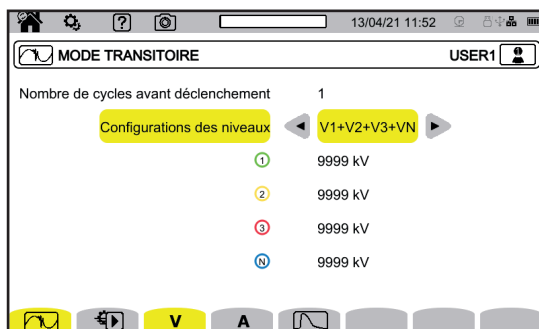 ? 13/04/21 11:52
MODE TRANSITOIRE USER1
Nombre de cycles avant déclenchement 1
Configurations des niveaux V1+V2+V3+VN
1 9999 kV
2 9999 kV
3 9999 kV
N 9999 kV
V A